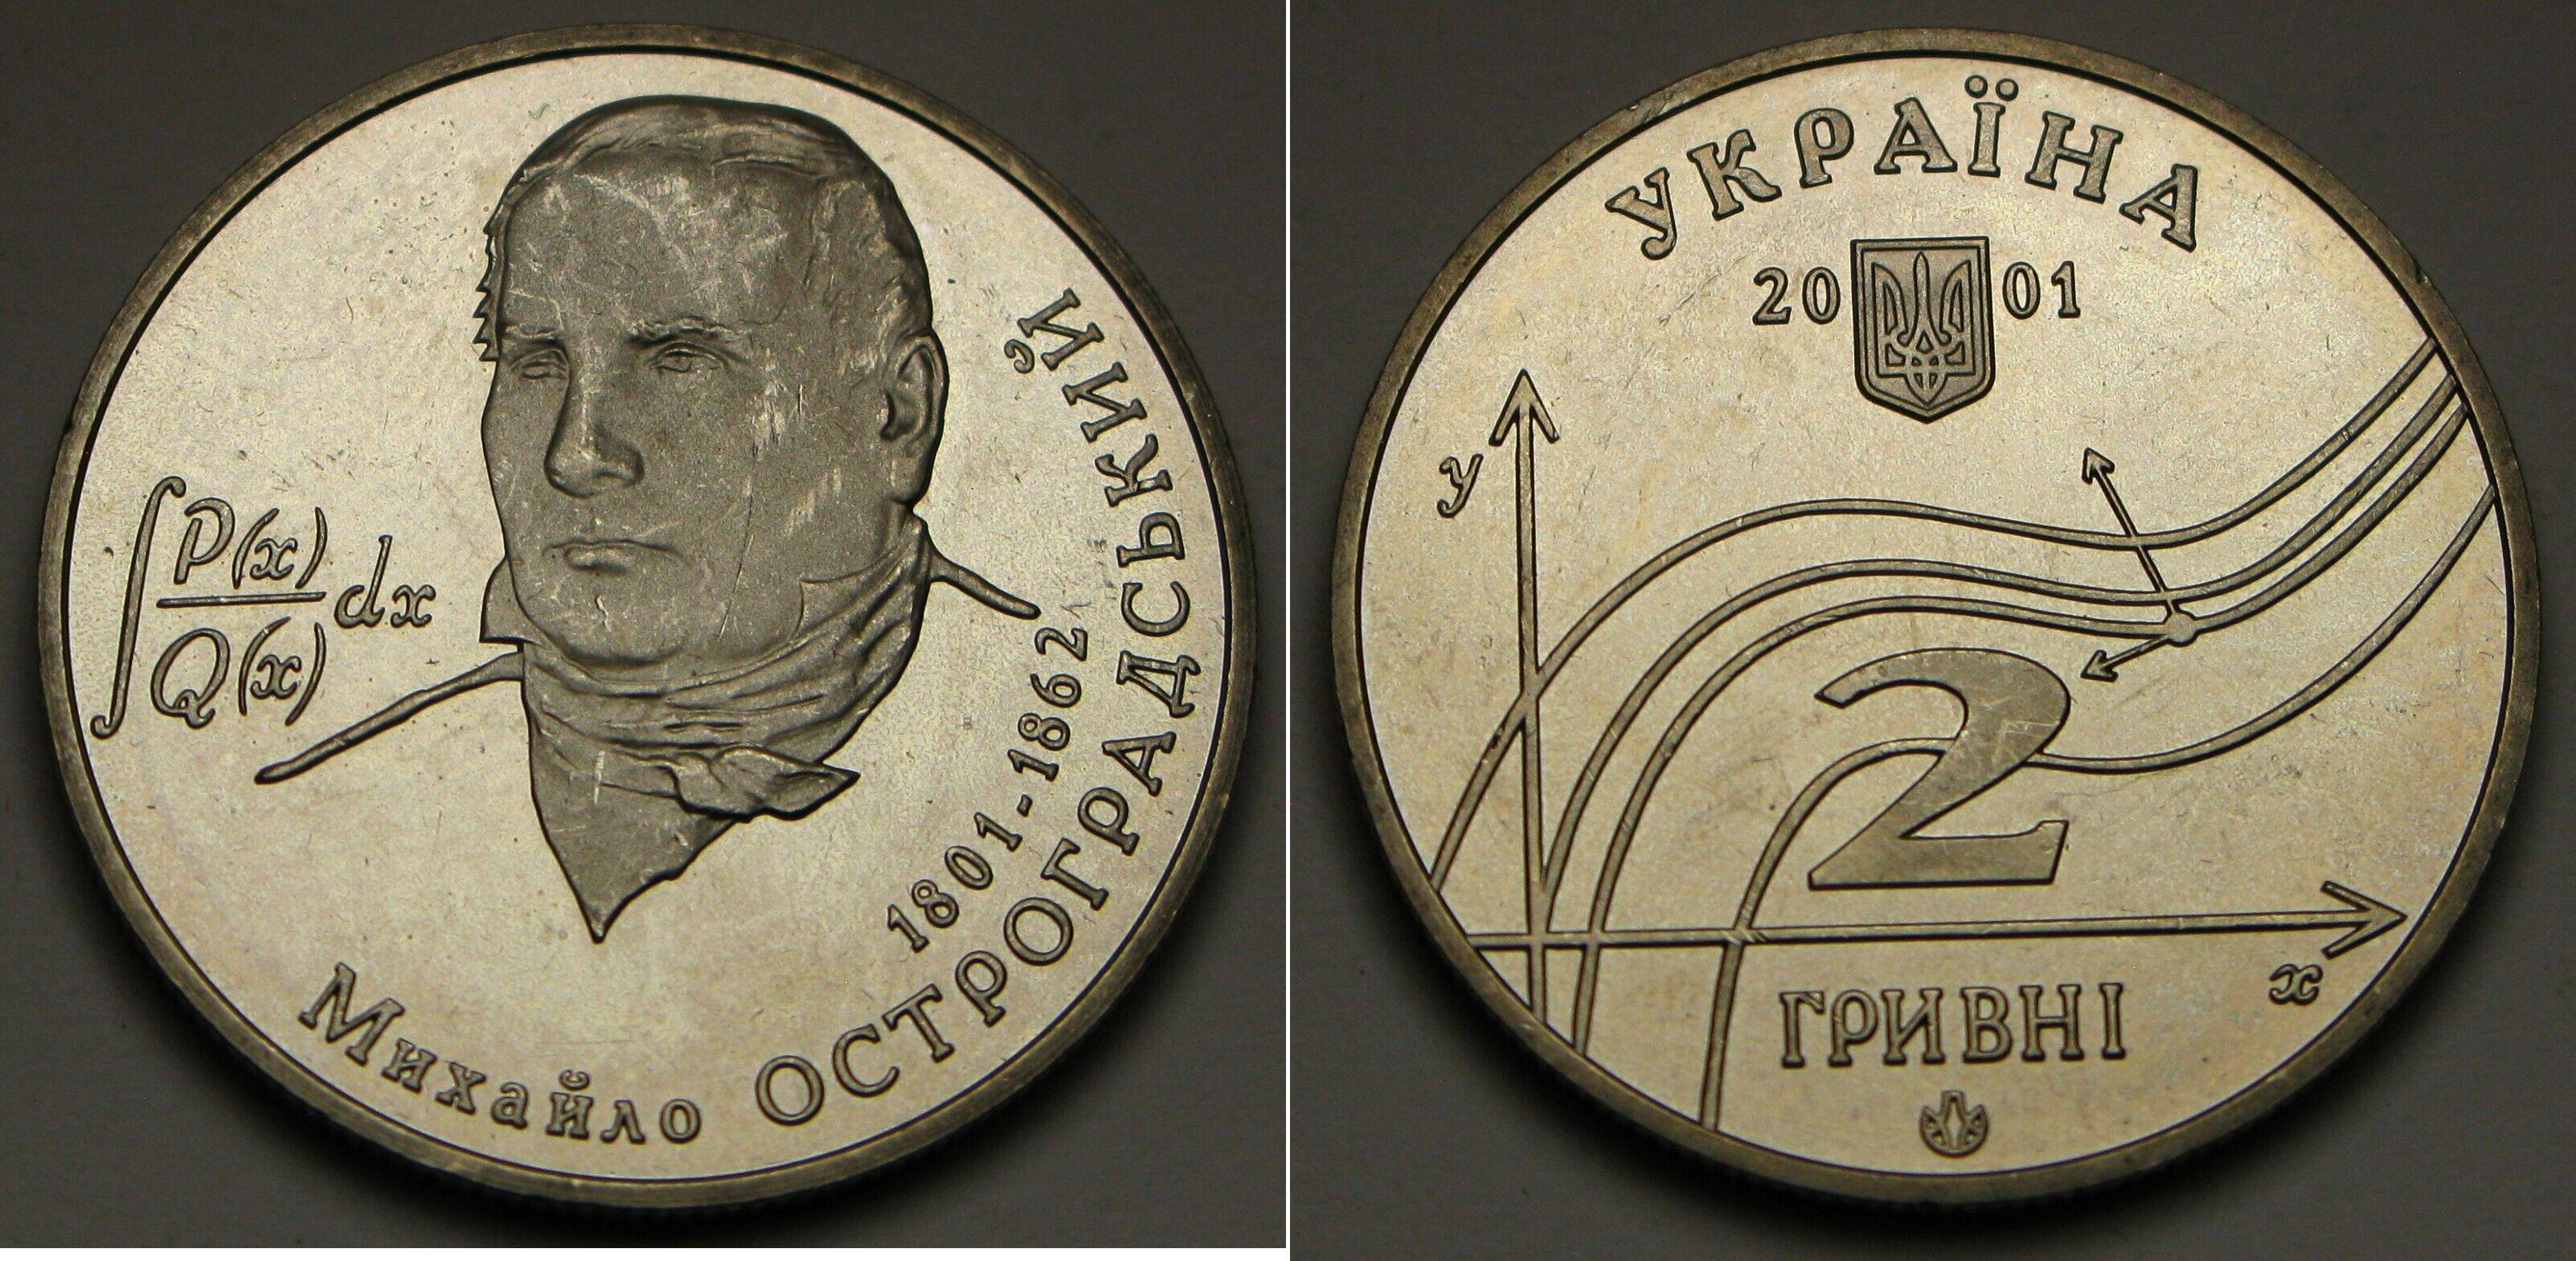 ∫ P(x)/Q(x) dx
Михайло ОСТРОГРАДСЬКИЙ
1801-1862
УКРАЇНА
2001
y
2
x
ГРИВНІ